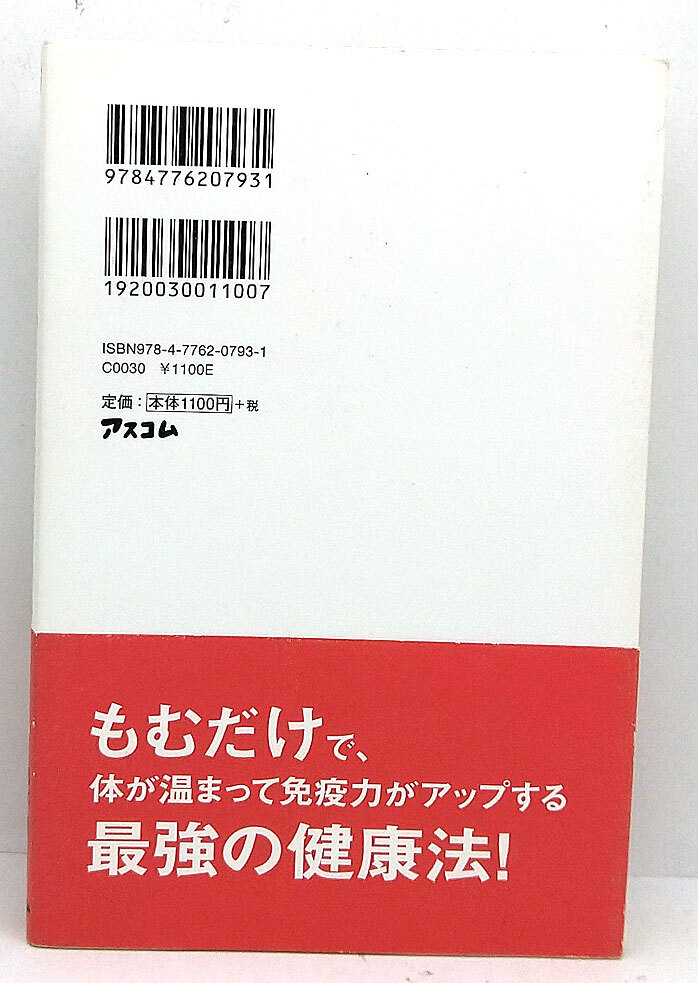 9784776207931
1920030011007
ISBN978-4-7762-0793-1
C0030 ¥1100E
定価：本体1100円+税
アスコム
もむだけで、
体が温まって免疫力がアップする
最強の健康法!